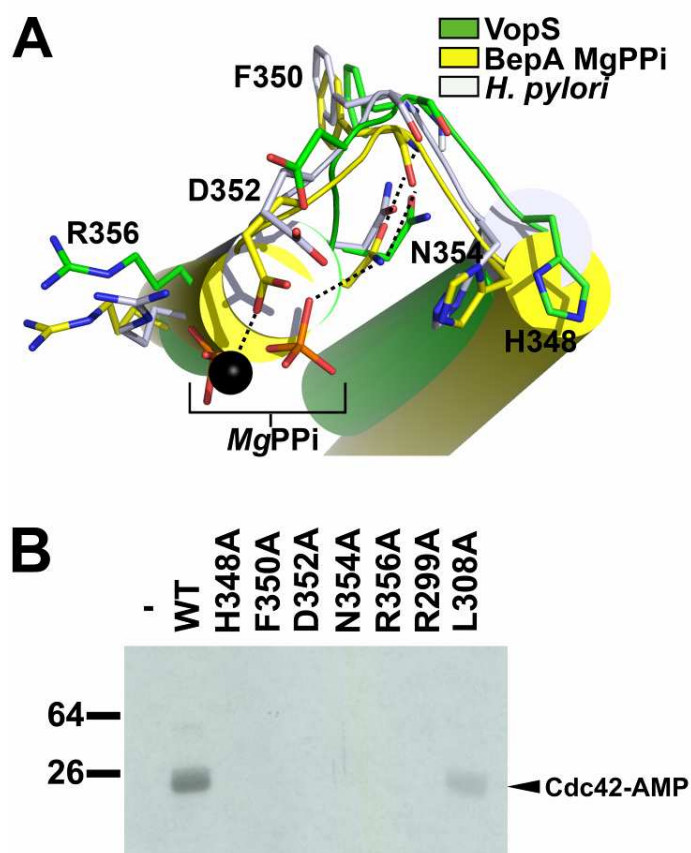 A
VopS
BepA MgPPi
H. pylori
F350
D352
R356
N354
H348
MgPPi
B
-
WT
H348A
F350A
D352A
N354A
R356A
R299A
L308A
64
26
Cdc42-AMP